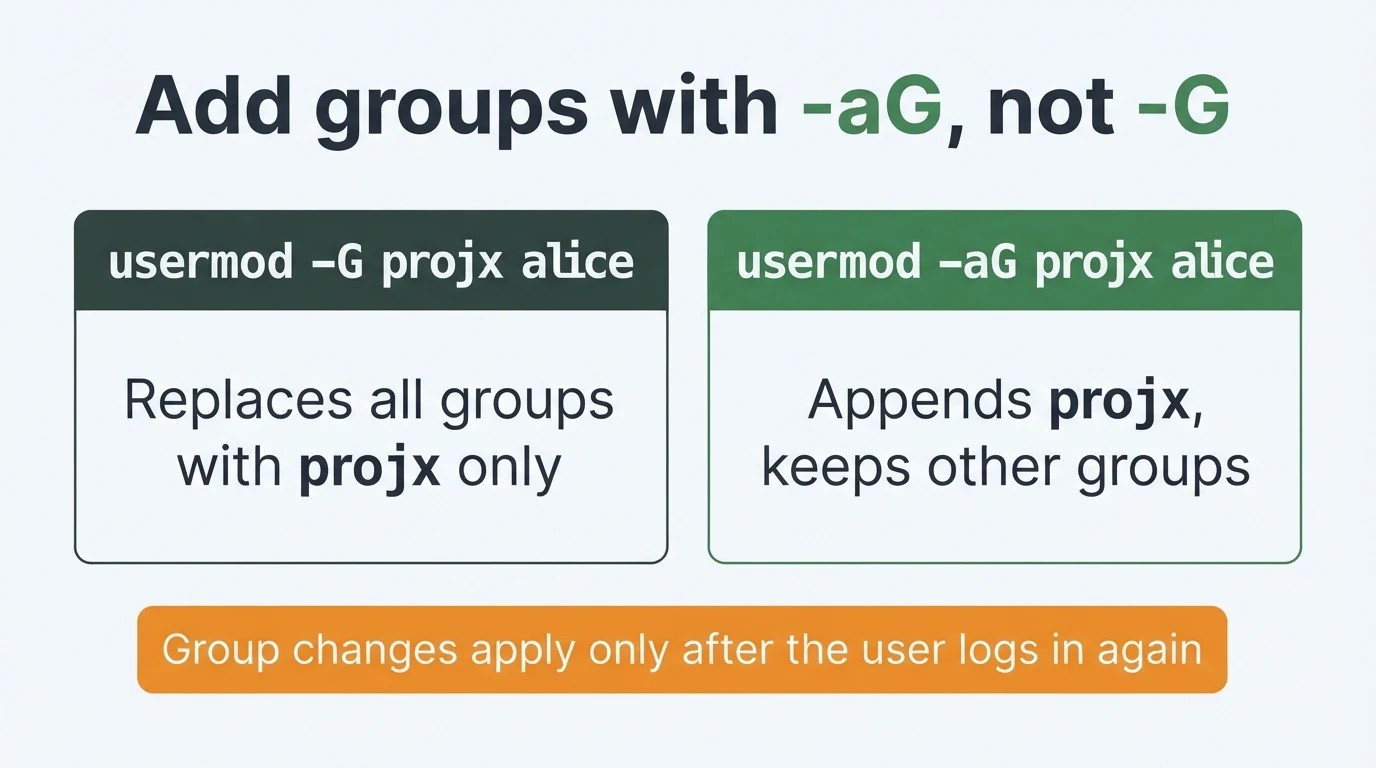 Add groups with -aG, not -G
usermod -G projx alice
Replaces all groups
with projx only
usermod -aG projx alice
Appends projx,
keeps other groups
Group changes apply only after the user logs in again